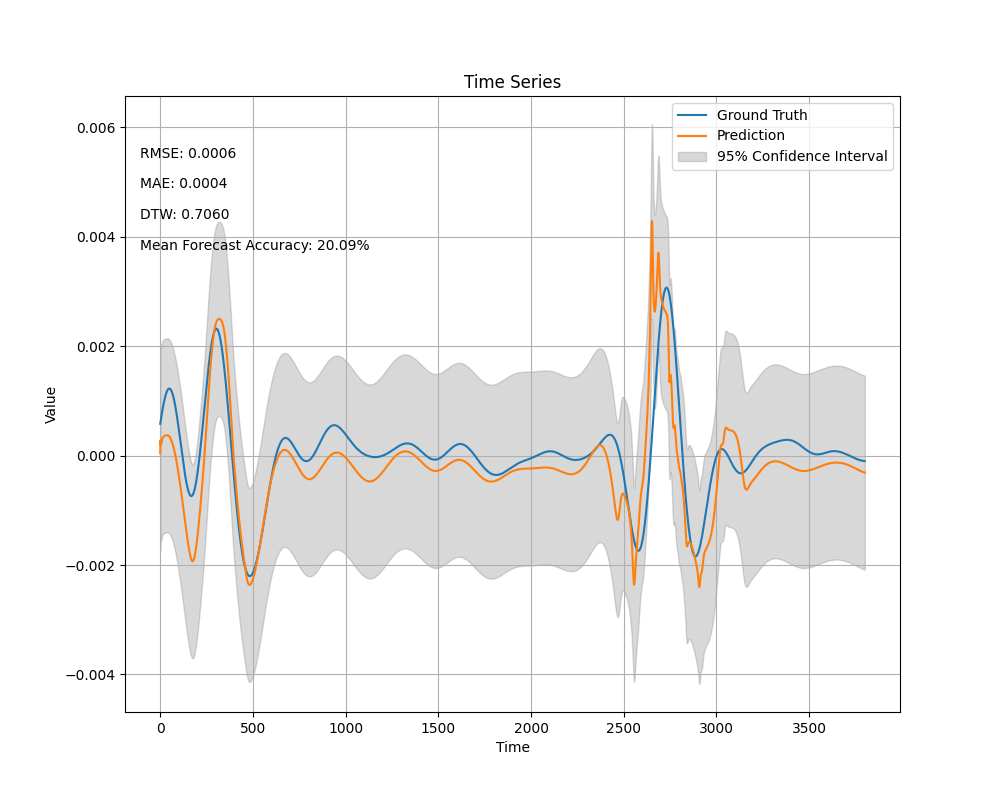 Time Series
Ground Truth
Prediction
95% Confidence Interval
RMSE: 0.0006
MAE: 0.0004
DTW: 0.7060
Mean Forecast Accuracy: 20.09%
0.006
0.004
0.002
0.000
−0.002
−0.004
Value
0 500 1000 1500 2000 2500 3000 3500
Time